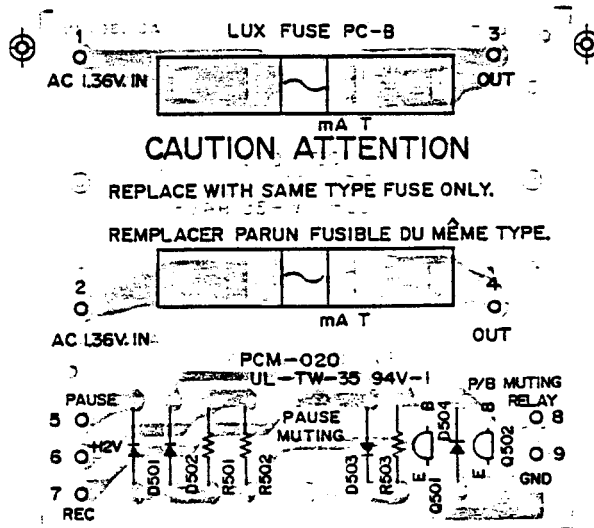 LUX FUSE PC-B
1
3
AC 1.36V. IN
OUT
mA T
CAUTION ATTENTION
REPLACE WITH SAME TYPE FUSE ONLY.
REMPLACER PARUN FUSIBLE DU MÊME TYPE.
2
4
mA T
AC 1.36V. IN
OUT
PCM-020
UL-TW-35 94V-1
PAUSE
P/B MUTING
RELAY
5
8
PAUSE
MUTING
6
+12V
9
GND
7
REC
D501
D502
R501
R502
D503
R503
B
E
Q501
D504
B
E
Q502